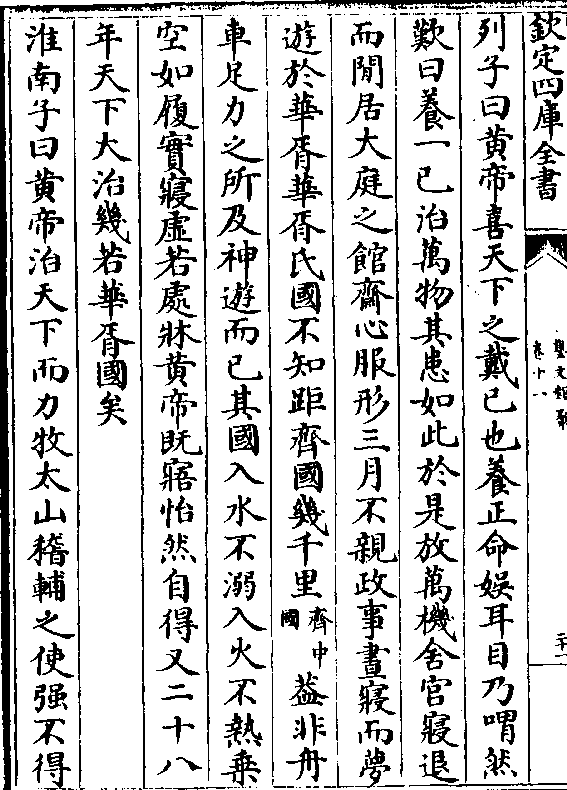 欽定四庫全書
列子曰黄帝喜天下之戴已也養正命娱耳目乃喟然
歎曰養一已治萬物其患如此於是放萬機舍官寢退
而閒居大庭之館齋心服形三月不親政事晝寢而夢
遊於華胥華胥氏國不知距齊國幾千里齊中國葢非舟
車足力之所及神遊而已其國入水不溺入火不熱乗
空如履實寢虚若處牀黄帝既寤怡然自得又二十八
年天下大治幾若華胥國矣
淮南子曰黄帝治天下而力牧太山稽輔之使强不得